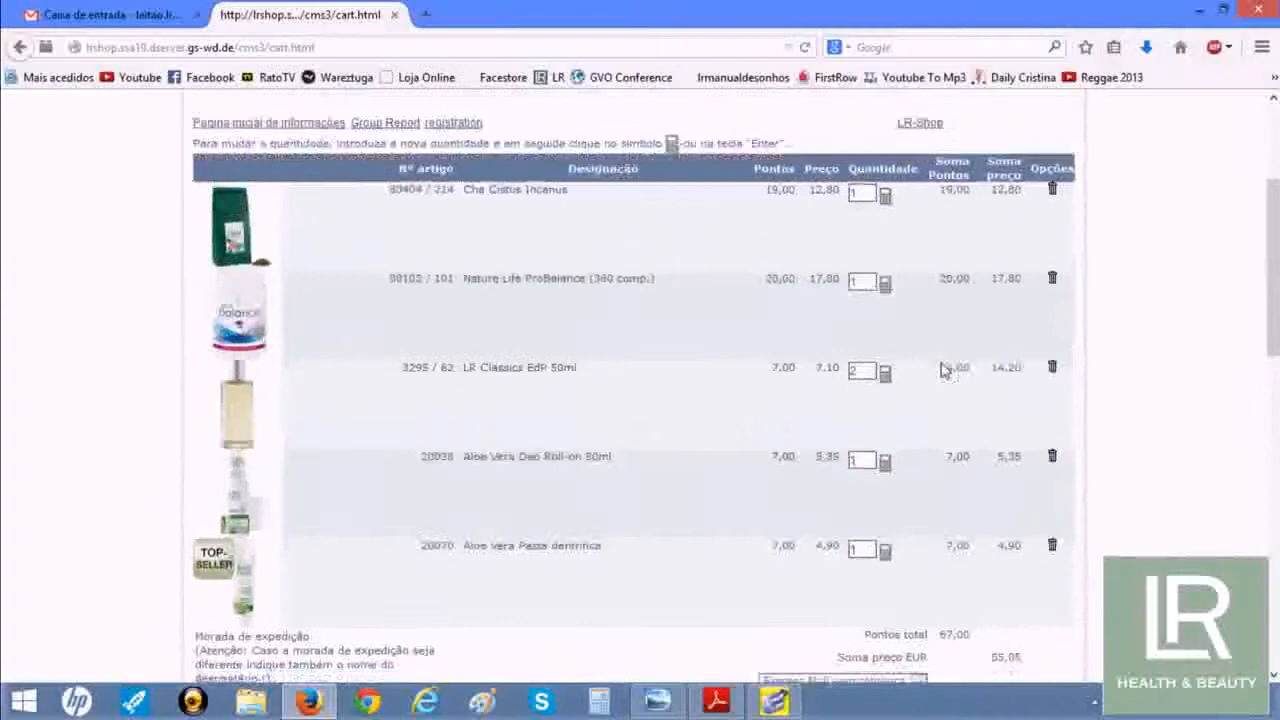 Caixa de entrada - leitao.l...
http://lrshop.s.../cms3/cart.html
lrshop.ssa19.dserver.gs-wd.de/cms3/cart.html
Google
Mais acedidos Youtube Facebook RatoTV Wareztuga Loja Online Facestore LR GVO Conference Irmanualdesonhos FirstRow Youtube To Mp3 Daily Cristina Reggae 2013 »
Pagina inicial de informações Group Report registration LR-Shop
Para mudar a quantidade, introduza a nova quantidade e em seguide clique no simbolo -ou na tecla "Enter"...
Nº artigo Designação Pontos Preço Quantidade Soma Pontos Soma preço Opções
80404 / 214 Cha Cistus Incanus 19,00 12,80 1 19,00 12,80
80102 / 101 Nature Life ProBalance (360 comp.) 20,00 17,80 1 20,00 17,80
balance
3295 / 62 LR Classics EdP 50ml 7,00 7,10 2 ,00 14,20
20038 Aloe Vera Deo Roll-on 50ml 7,00 5,35 1 7,00 5,35
20070 Aloe Vera Pasta dentrifica 7,00 4,90 1 7,00 4,90
TOP-
SELLER
Morada de expedição Pontos total 67,00
(Atenção: Caso a morada de expedição seja
diferente indique também o nome do Soma preço EUR 55,05
LR
HEALTH & BEAUTY